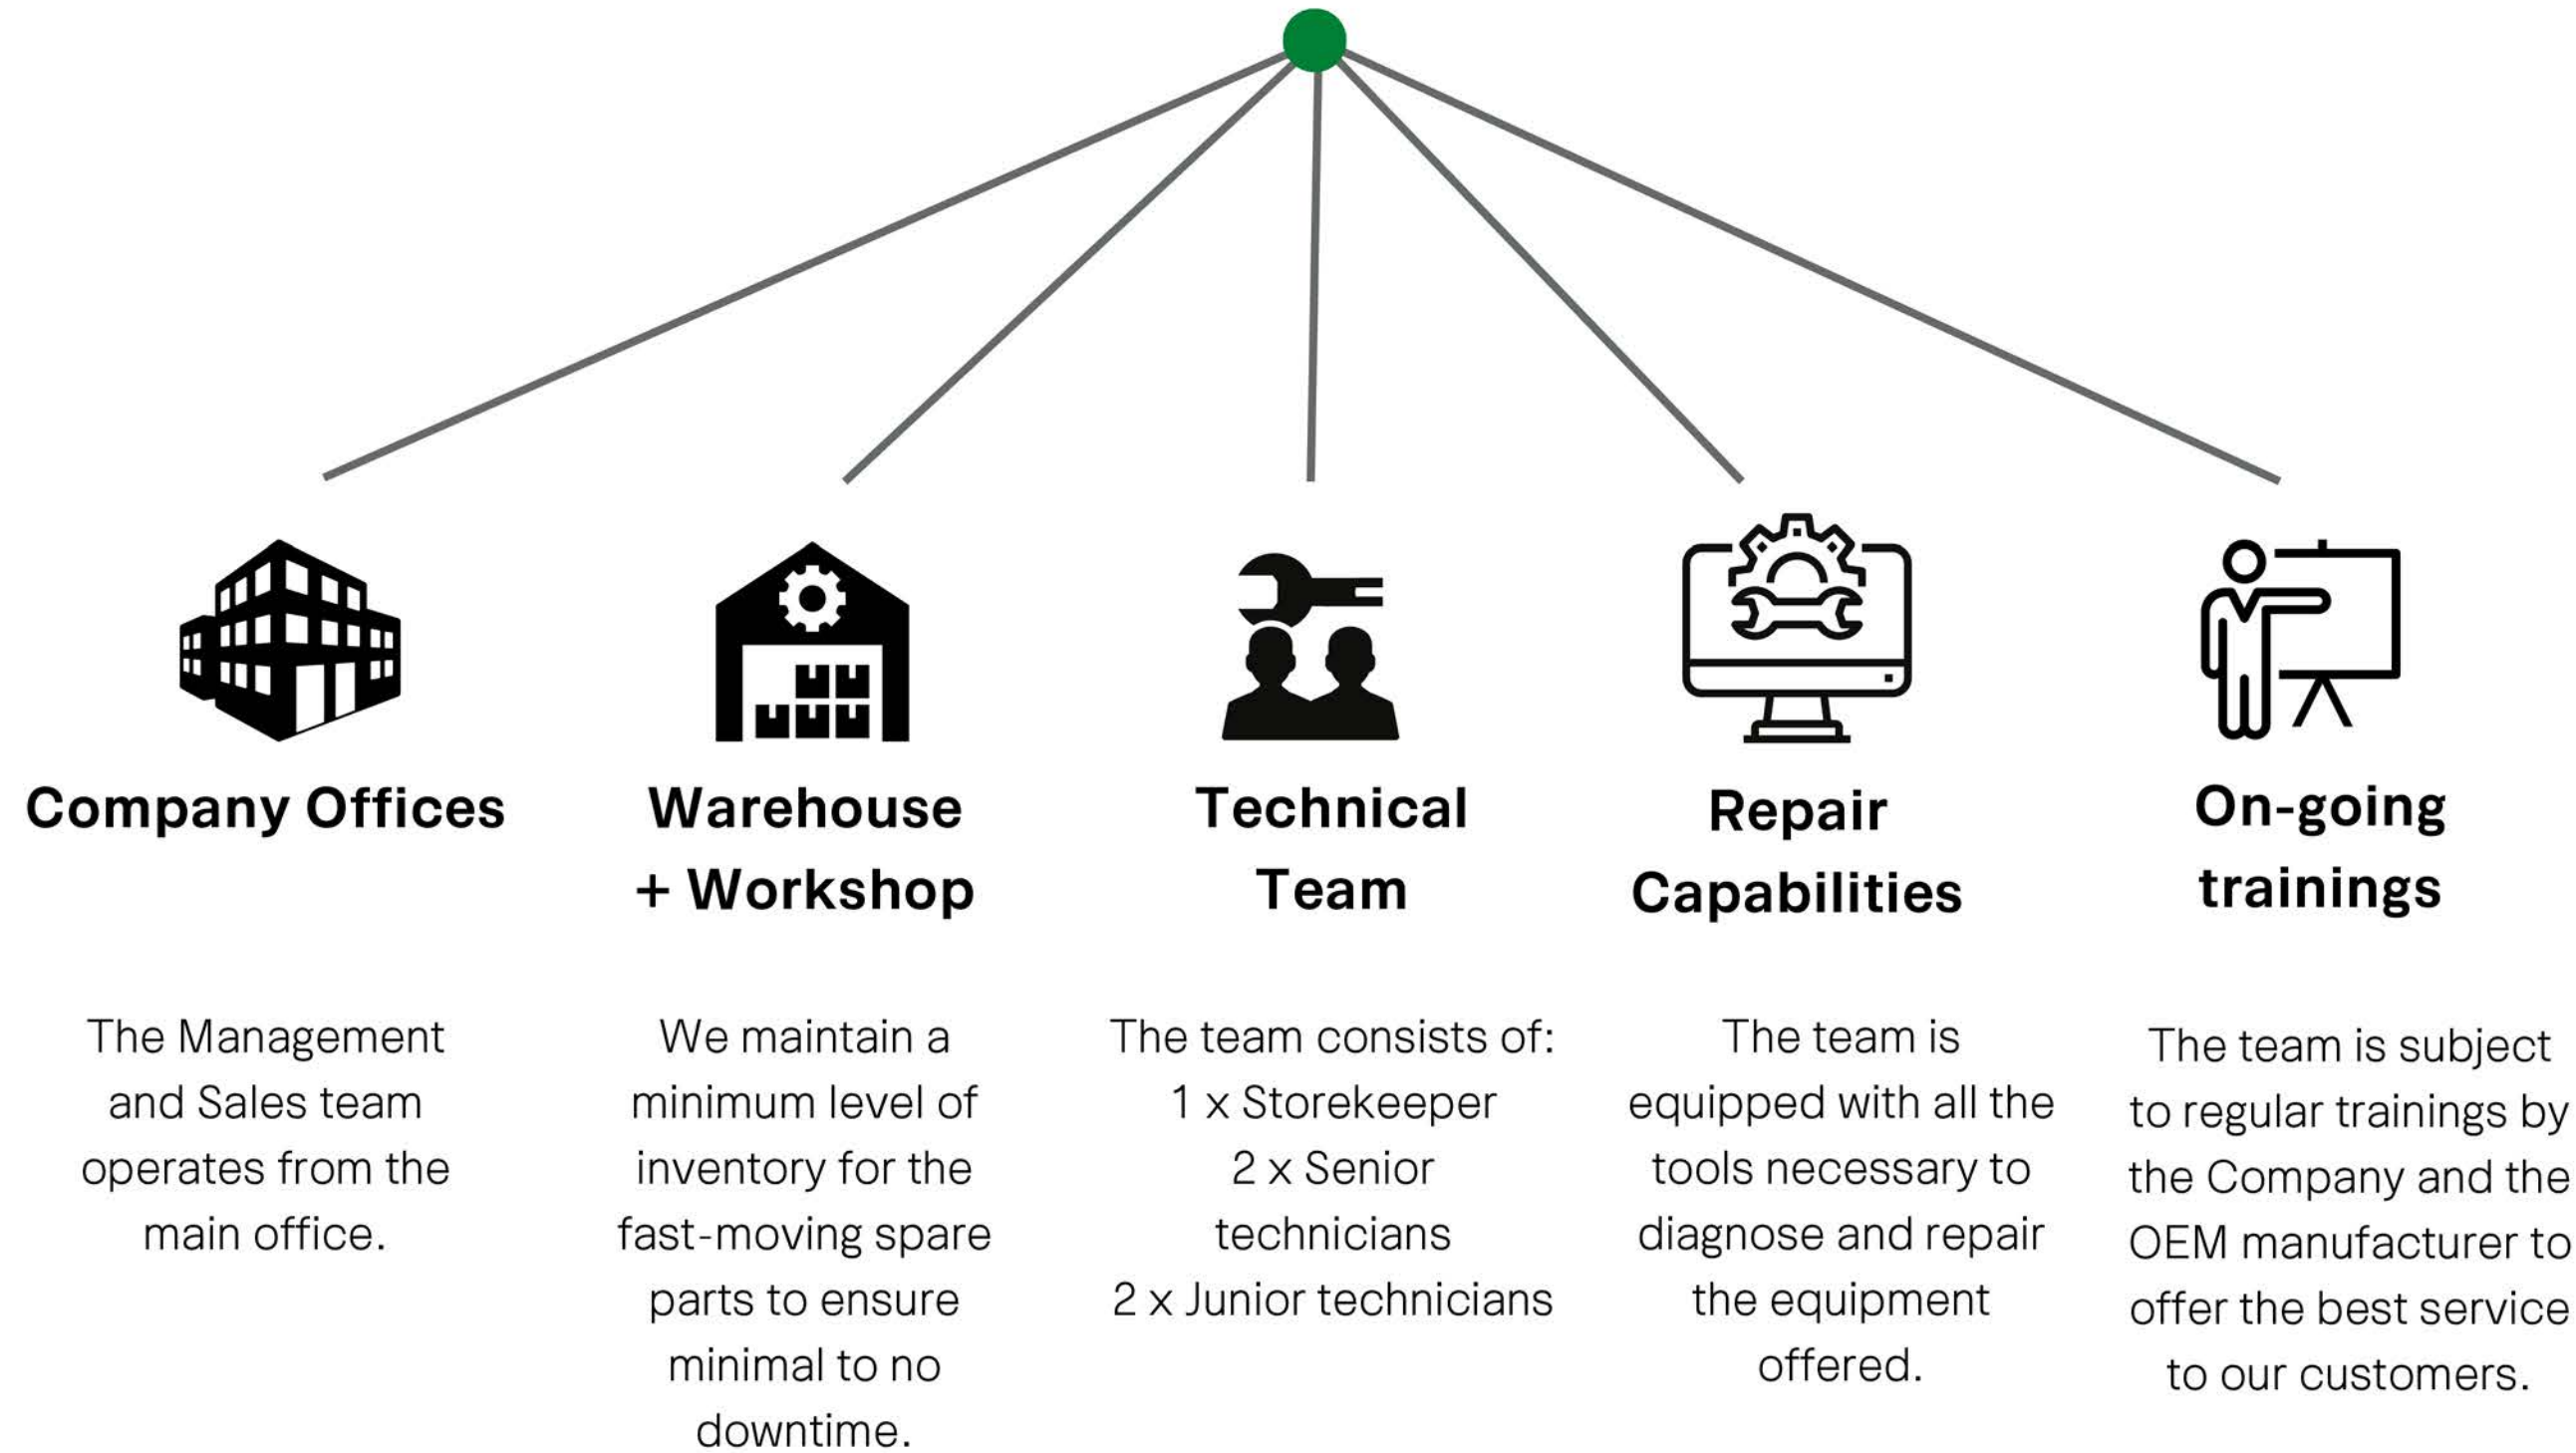 Company Offices
The Management
and Sales team
operates from the
main office.
Warehouse
+ Workshop
We maintain a
minimum level of
inventory for the
fast-moving spare
parts to ensure
minimal to no
downtime.
Technical
Team
The team consists of:
1 x Storekeeper
2 x Senior
technicians
2 x Junior technicians
Repair
Capabilities
The team is
equipped with all the
tools necessary to
diagnose and repair
the equipment
offered.
On-going
trainings
The team is subject
to regular trainings by
the Company and the
OEM manufacturer to
offer the best service
to our customers.